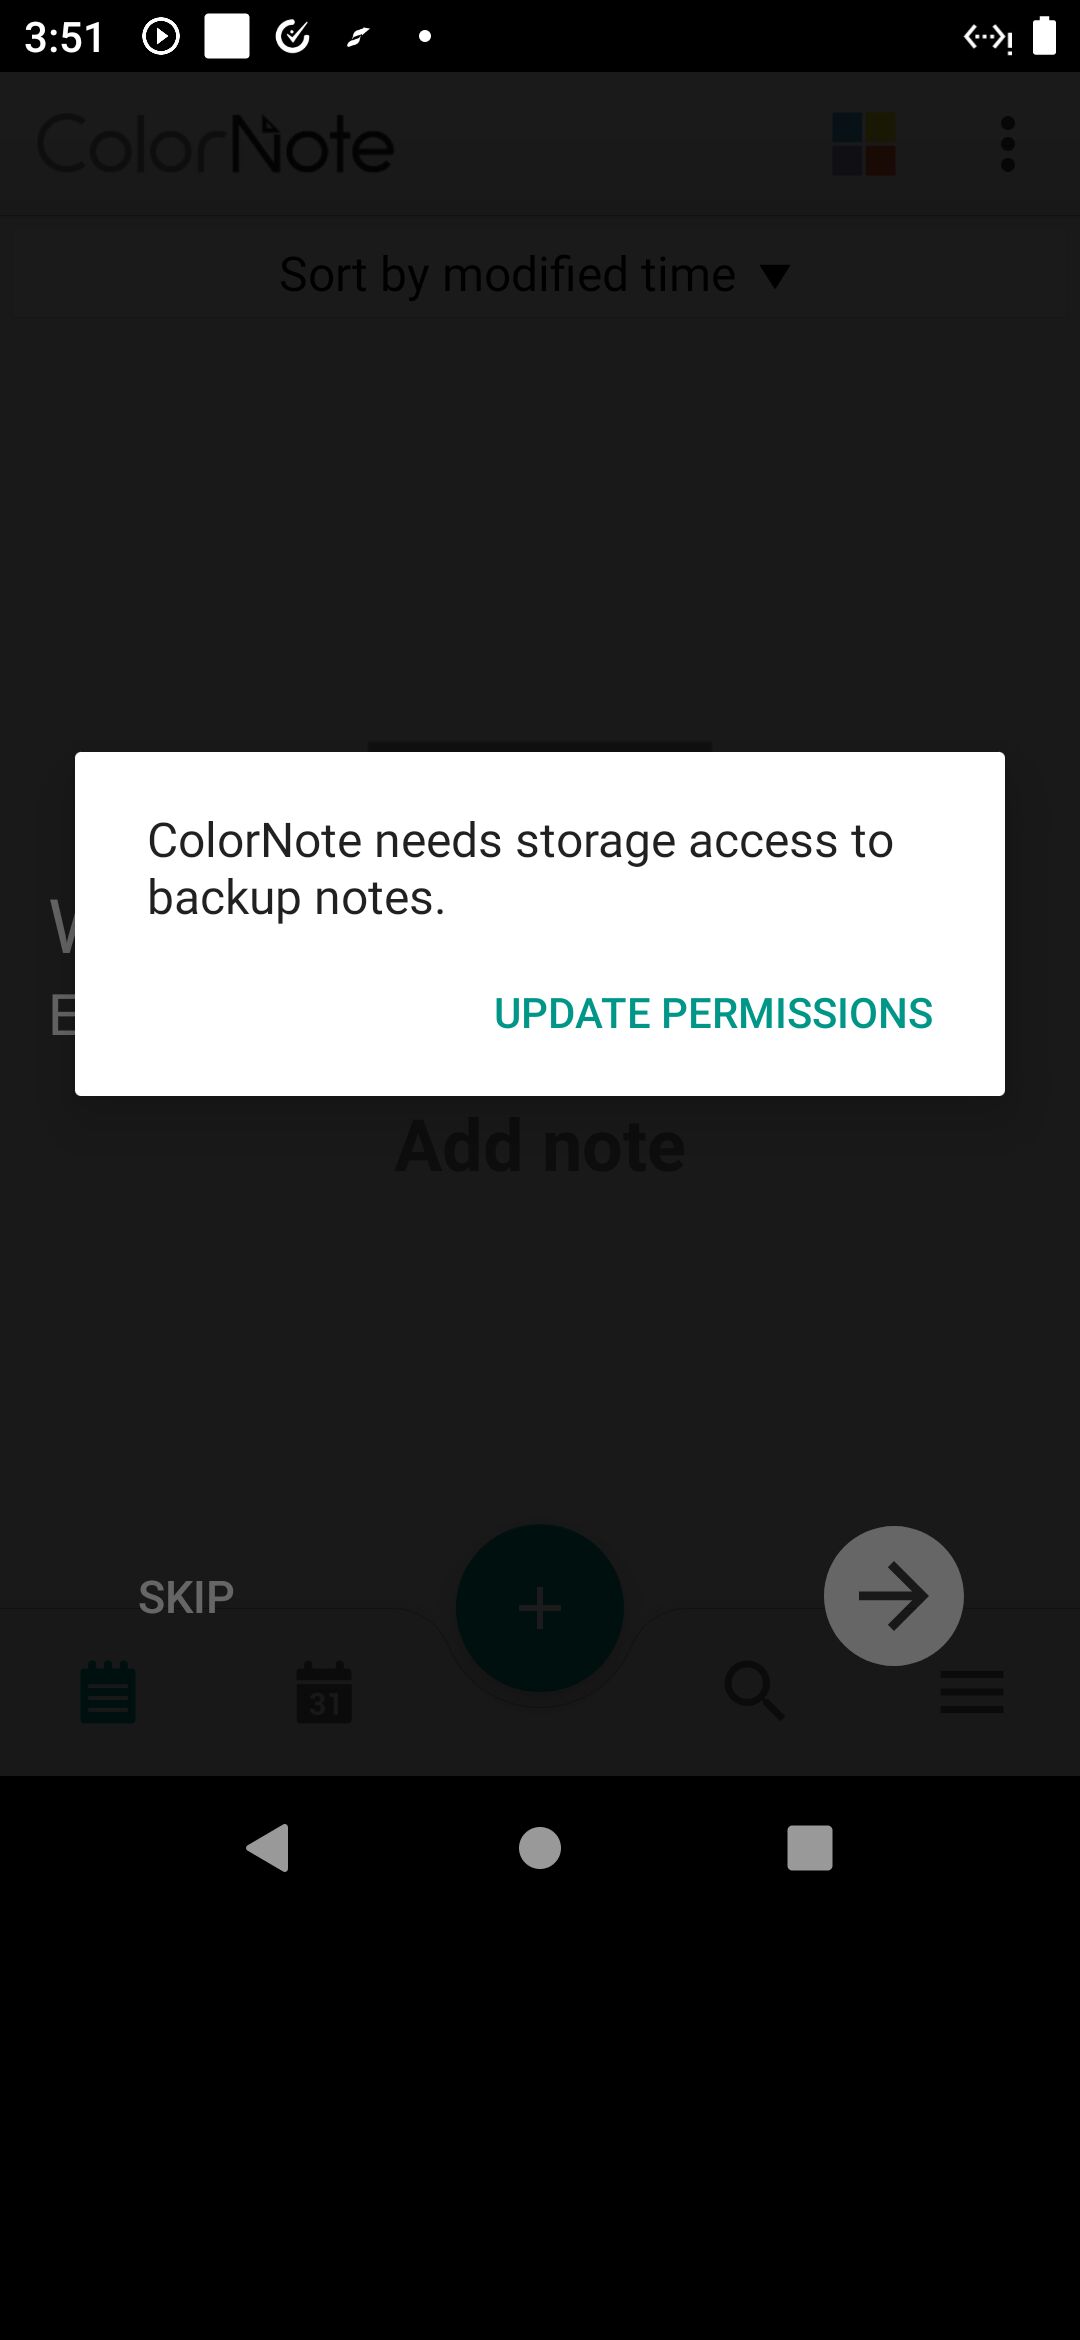 3:51
ColorNote
Sort by modified time
ColorNote needs storage access to
backup notes.
UPDATE PERMISSIONS
Add note
SKIP
31